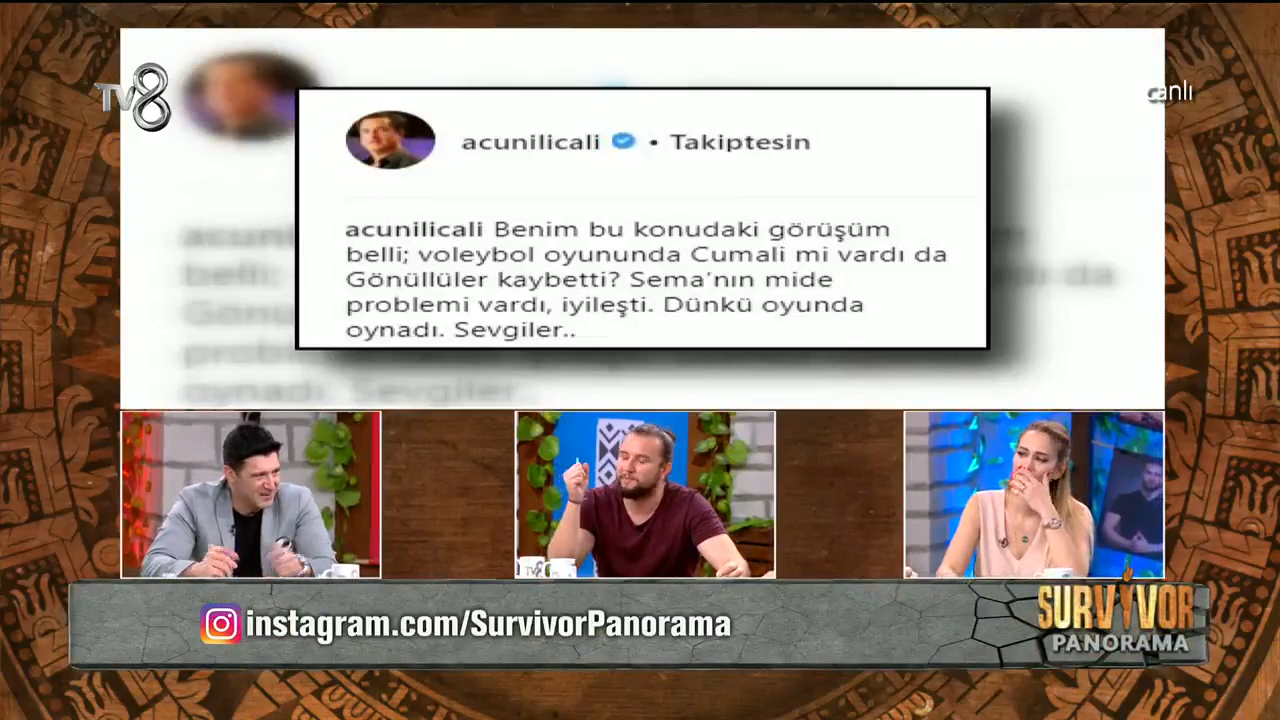 TV8
canlı
acunilicali • Takiptesin
acunilicali Benim bu konudaki görüşüm
belli; voleybol oyununda Cumali mi vardı da
Gönüllüler kaybetti? Sema'nın mide
problemi vardı, iyileşti. Dünkü oyunda
oynadı. Sevgiler..
instagram.com/SurvivorPanorama
SURVIVOR
PANORAMA